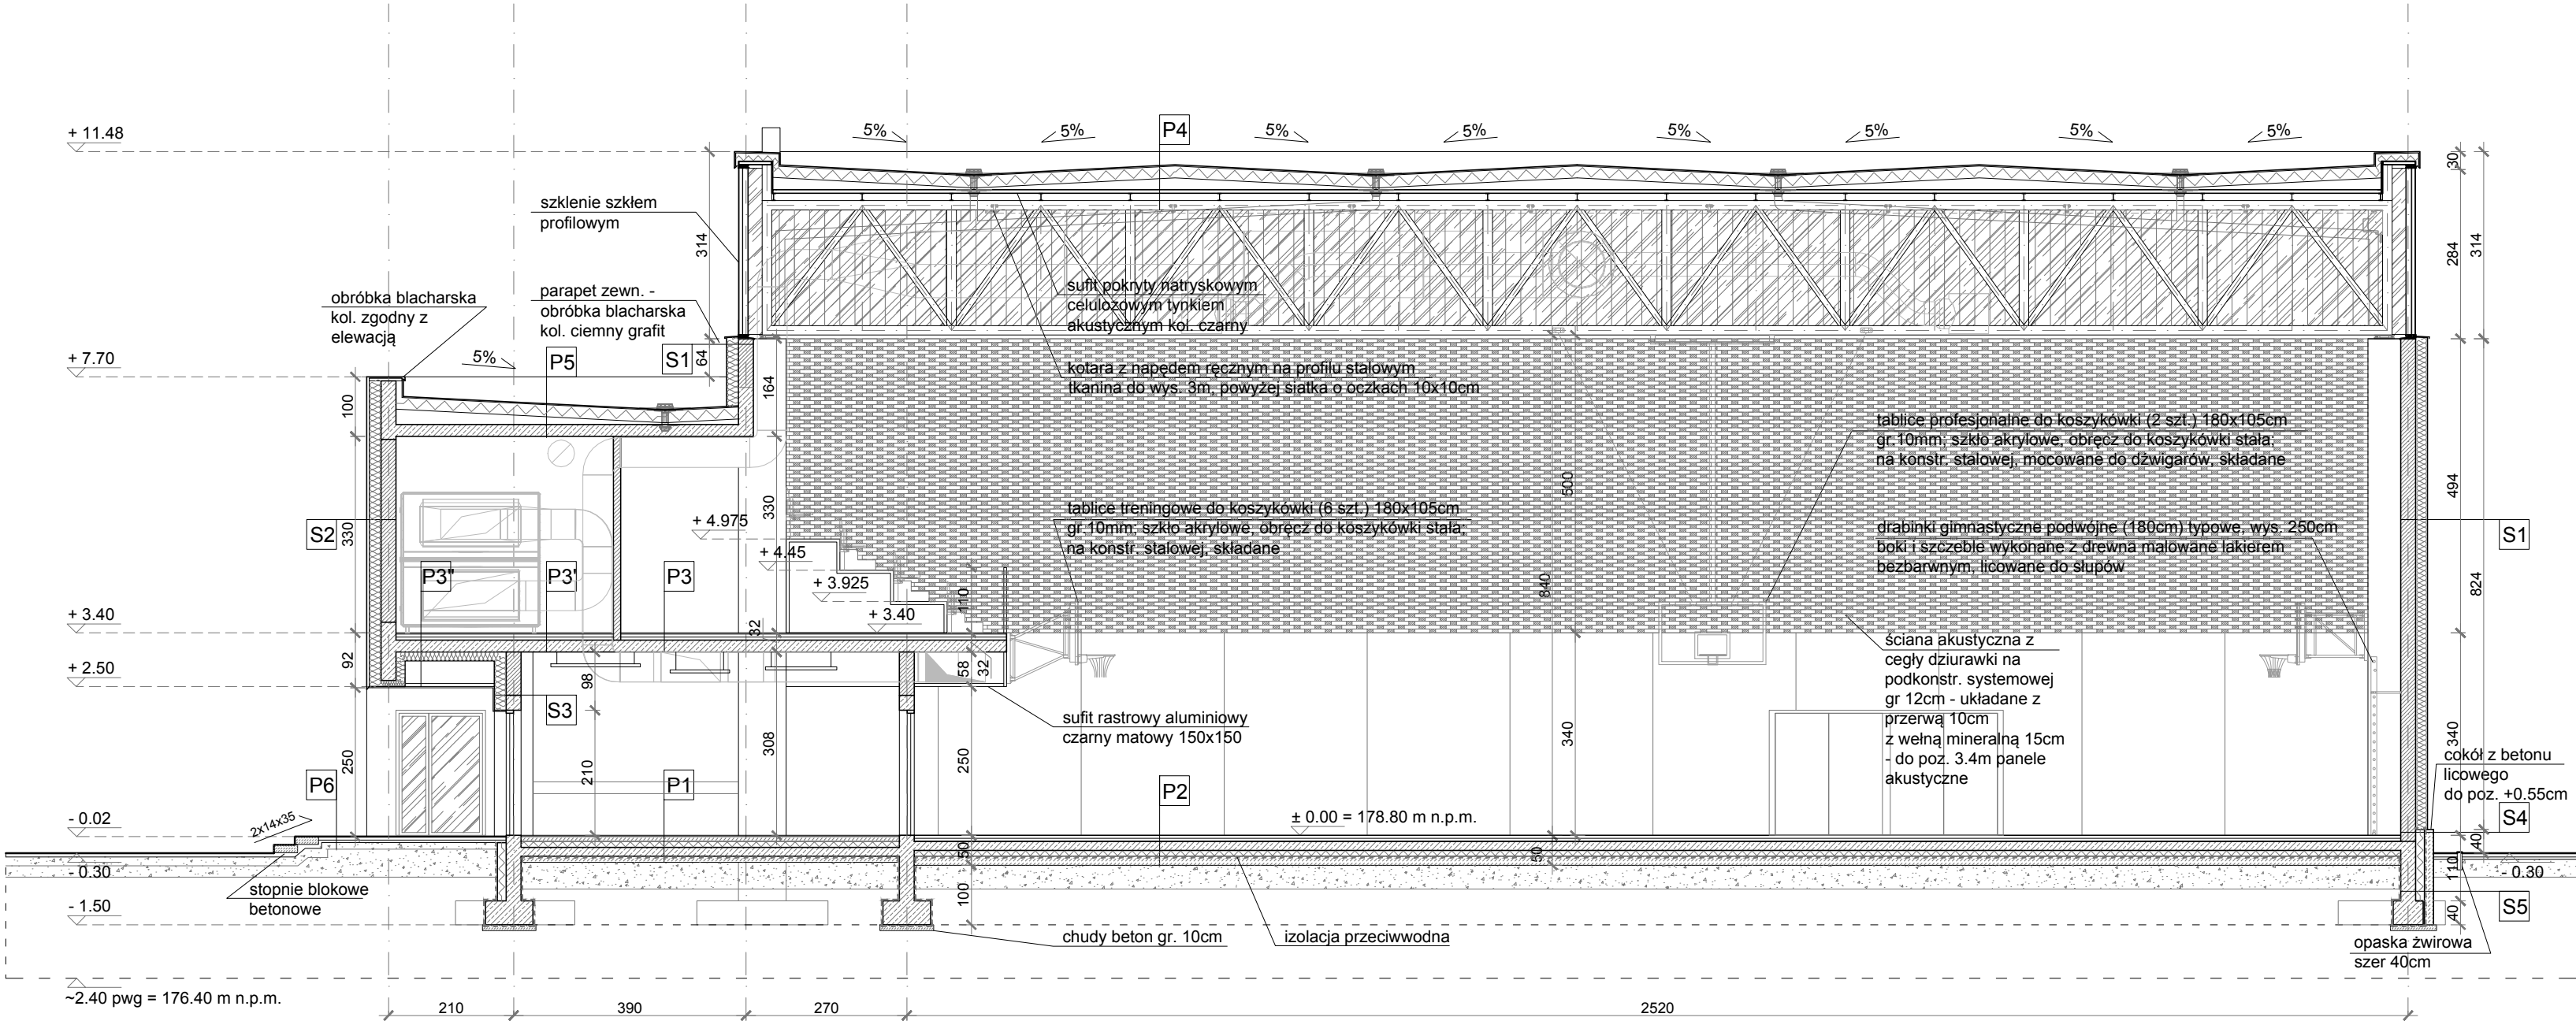 + 11.48
5%
5%
P4
5%
5%
5%
5%
5%
5%
30
szklenie szkłem
profilowym
314
284
314
sufit pokryty natryskowym
celulozowym tynkiem
akustycznym kol. czarny
obróbka blacharska
kol. zgodny z
elewacją
parapet zewn. -
obróbka blacharska
kol. ciemny grafit
+ 7.70
5%
P5
S1
64
kotara z napędem ręcznym na profilu stalowym
tkanina do wys. 3m, powyżej siatka o oczkach 10x10cm
100
164
tablice profesjonalne do koszykówki (2 szt.) 180x105cm
gr.10mm; szkło akrylowe, obręcz do koszykówki stała;
na konstr. stalowej, mocowane do dźwigarów, składane
500
494
S2
330
+ 4.975
330
tablice treningowe do koszykówki (6 szt.) 180x105cm
gr.10mm; szkło akrylowe, obręcz do koszykówki stała;
na konstr. stalowej, składane
drabinki gimnastyczne podwójne (180cm) typowe, wys. 250cm
boki i szczeble wykonane z drewna malowane lakierem
bezbarwnym, licowane do słupów
S1
+ 4.45
P3"
P3'
P3
+ 3.925
110
840
824
+ 3.40
+ 3.40
32
ściana akustyczna z
cegły dziurawki na
podkonstr. systemowej
gr 12cm - układane z
przerwą 10cm
z wełną mineralną 15cm
- do poz. 3.4m panele
akustyczne
92
+ 2.50
98
58
32
S3
sufit rastrowy aluminiowy
czarny matowy 150x150
250
210
308
250
340
340
cokół z betonu
licowego
do poz. +0.55cm
P6
P1
P2
- 0.02
2x14x35
± 0.00 = 178.80 m n.p.m.
S4
50
50
40
- 0.30
110
- 0.30
stopnie blokowe
betonowe
100
- 1.50
40
S5
chudy beton gr. 10cm
izolacja przeciwwodna
opaska żwirowa
szer 40cm
~2.40 pwg = 176.40 m n.p.m.
210
390
270
2520